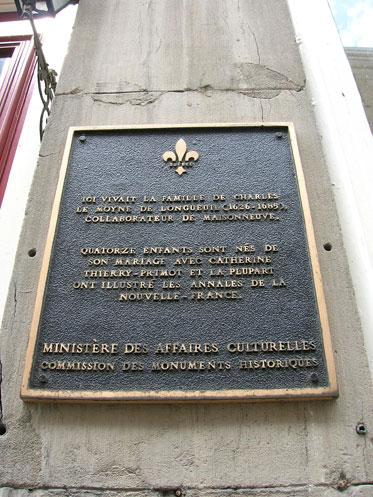 QUÉBEC
ICI VIVAIT LA FAMILLE DE CHARLES
LE MOYNE DE LONGUEUIL (1626-1685),
COLLABORATEUR DE MAISONNEUVE.
QUATORZE ENFANTS SONT NÉS DE
SON MARIAGE AVEC CATHERINE
THIERRY-PRIMOT ET LA PLUPART
ONT ILLUSTRÉ LES ANNALES DE LA
NOUVELLE-FRANCE.
MINISTÈRE DES AFFAIRES CULTURELLES
COMMISSION DES MONUMENTS HISTORIQUES